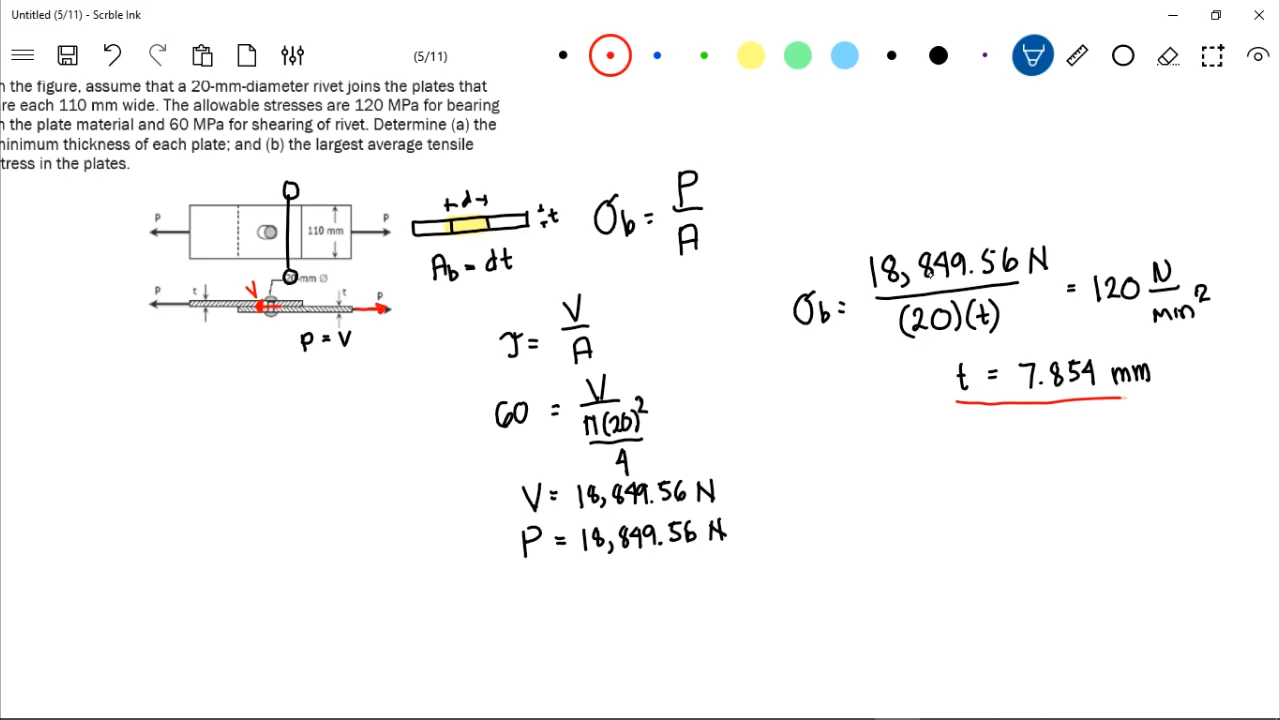 Untitled (5/11) - Scrble Ink
(5/11)
n the figure, assume that a 20-mm-diameter rivet joins the plates that
re each 110 mm wide. The allowable stresses are 120 MPa for bearing
n the plate material and 60 MPa for shearing of rivet. Determine (a) the
ninimum thickness of each plate; and (b) the largest average tensile
tress in the plates.
P
110 mm
P
20-mm ∅
P
t
V
t
P
P = V
d
t
A_b = dt
σ_b = P/A
τ = V/A
60 = V / (π(20)²/4)
V = 18,849.56 N
P = 18,849.56 N
σ_b = 18,849.56 N / (20)(t) = 120 N/mm²
t = 7.854 mm